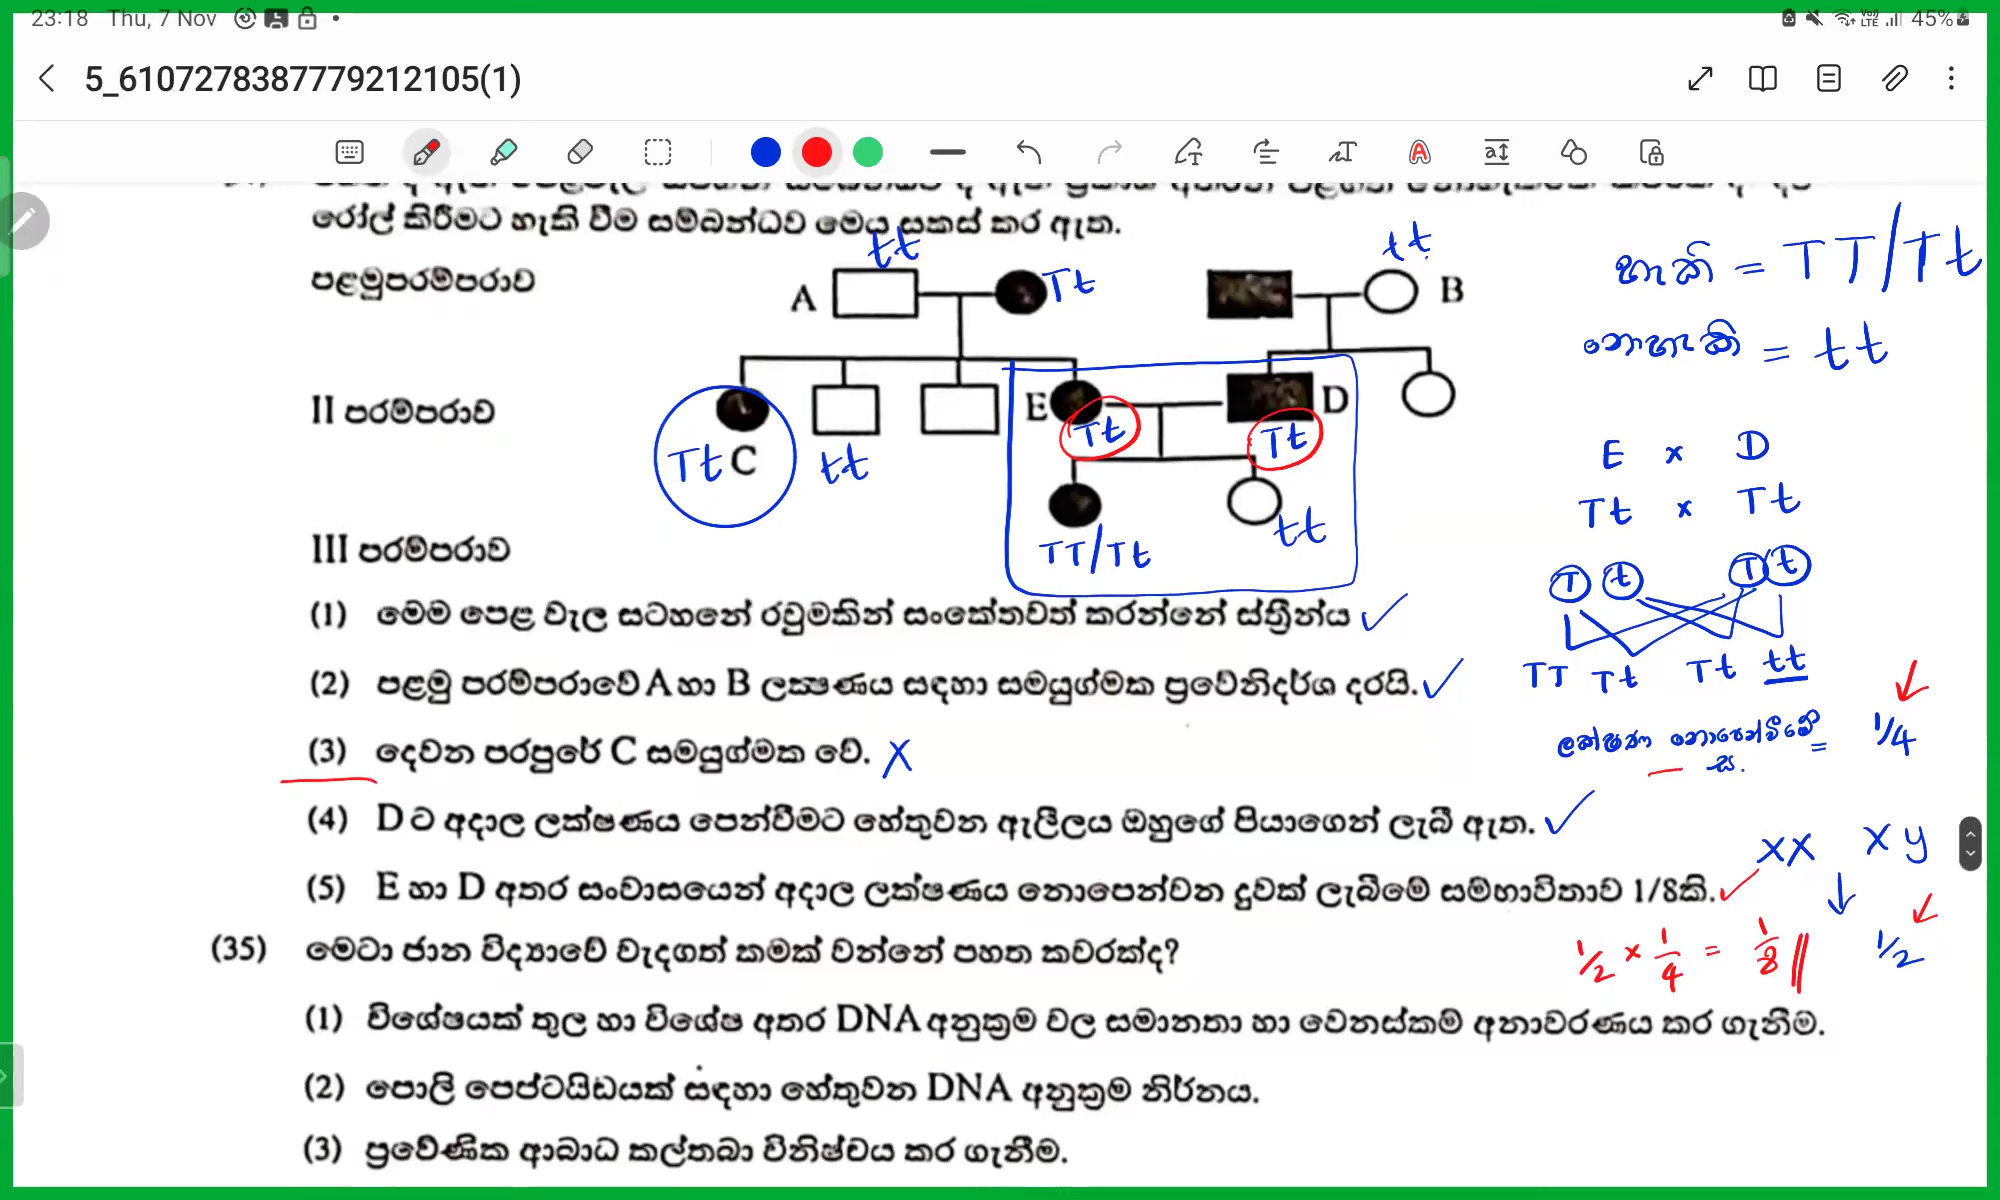 23:18 Thu, 7 Nov
45%
5_6107278387779212105(1)
රෝල් කිරීමට හැකි වීම සම්බන්ධව මෙය සකස් කර ඇත.
පළමුපරම්පරාව
A
tt
Tt
tt
B
හැකි = TT/Tt
නොහැකි = tt
II පරම්පරාව
Tt C
tt
E
Tt
D
Tt
E x D
Tt x Tt
III පරම්පරාව
TT/Tt
tt
T t T t
TT Tt Tt tt
(1) මෙම පෙළ වැල සටහනේ රවුමකින් සංකේතවත් කරන්නේ ස්ත්‍රීන්ය
(2) පළමු පරම්පරාවේ A හා B ලක්‍ෂණය සඳහා සමයුග්මක ප්‍රවේනිදර්ශ දරයි.
(3) දෙවන පරපුරේ C සමයුග්මක වේ. X
ලක්ෂණ නොපෙන්වීමේ ස. = 1/4
(4) D ට අදාල ලක්ෂණය පෙන්වීමට හේතුවන ඇලීලය ඔහුගේ පියාගෙන් ලැබී ඇත.
XX Xy
(5) E හා D අතර සංවාසයෙන් අදාල ලක්ෂණය නොපෙන්වන දුවක් ලැබීමේ සම්භාවිතාව 1/8කි.
1/2 x 1/4 = 1/8
1/2
(35) මෙටා ජාන විද්‍යාවේ වැදගත් කමක් වන්නේ පහත කවරක්ද?
(1) විශේෂයක් තුල හා විශේෂ අතර DNA අනුක්‍රම වල සමානතා හා වෙනස්කම් අනාවරණය කර ගැනීම.
(2) පොලි පෙප්ටයිඩයක් සඳහා හේතුවන DNA අනුක්‍රම නිර්නය.
(3) ප්‍රවේණික ආබාධ කල්තබා විනිෂ්චය කර ගැනීම.